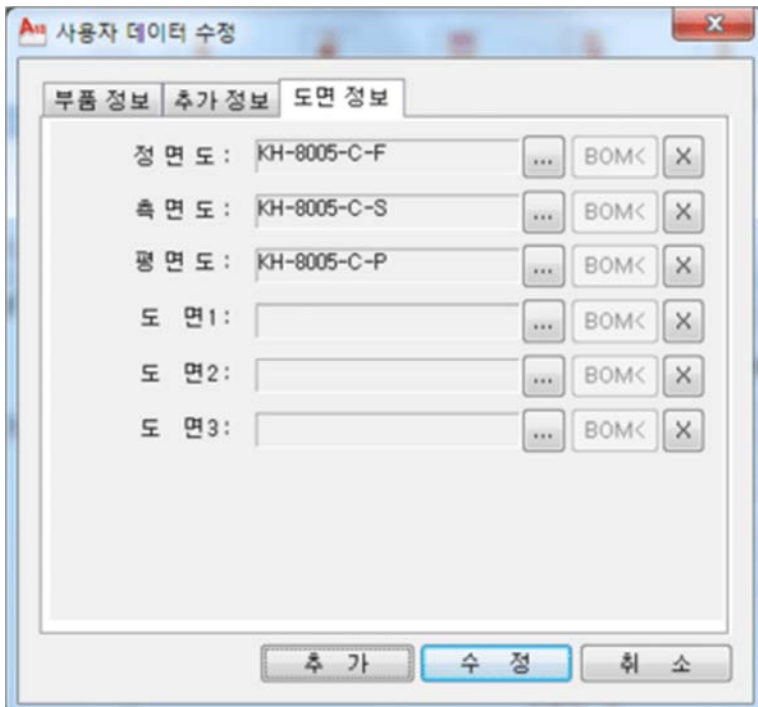 사용자 데이터 수정
부품 정보 추가 정보 도면 정보
정 면 도 : KH-8005-C-F ... BOM< X
측 면 도 : KH-8005-C-S ... BOM< X
평 면 도 : KH-8005-C-P ... BOM< X
도 면1 : ... BOM< X
도 면2 : ... BOM< X
도 면3 : ... BOM< X
추 가 수 정 취 소